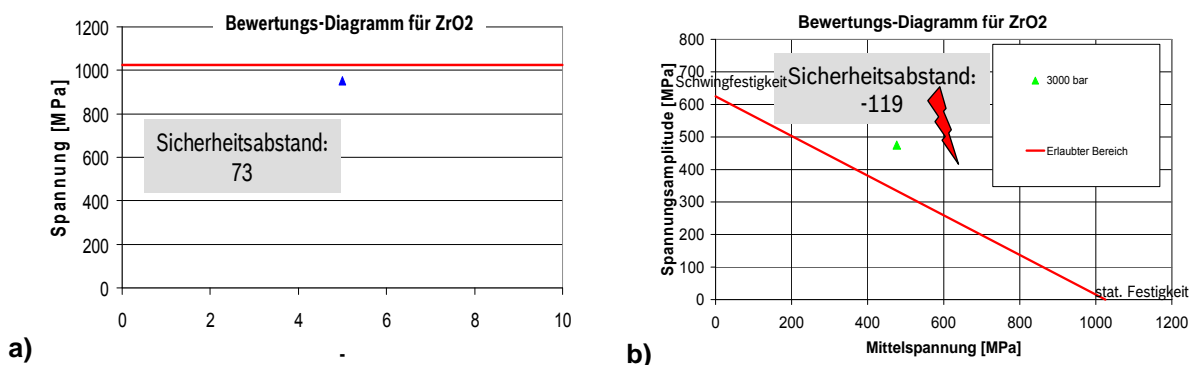 Bewertungs-Diagramm für ZrO2
Spannung [MPa]
1200
1000
800
600
400
200
0
Sicherheitsabstand:
73
0 2 4 6 8 10
-
a)
Bewertungs-Diagramm für ZrO2
Spannungsamplitude [MPa]
800
700
600
500
400
300
200
100
0
Schwingfestigkeit
Sicherheitsabstand:
-119
3000 bar
Erlaubter Bereich
stat. Festigkeit
0 200 400 600 800 1000 1200
Mittelspannung [MPa]
b)